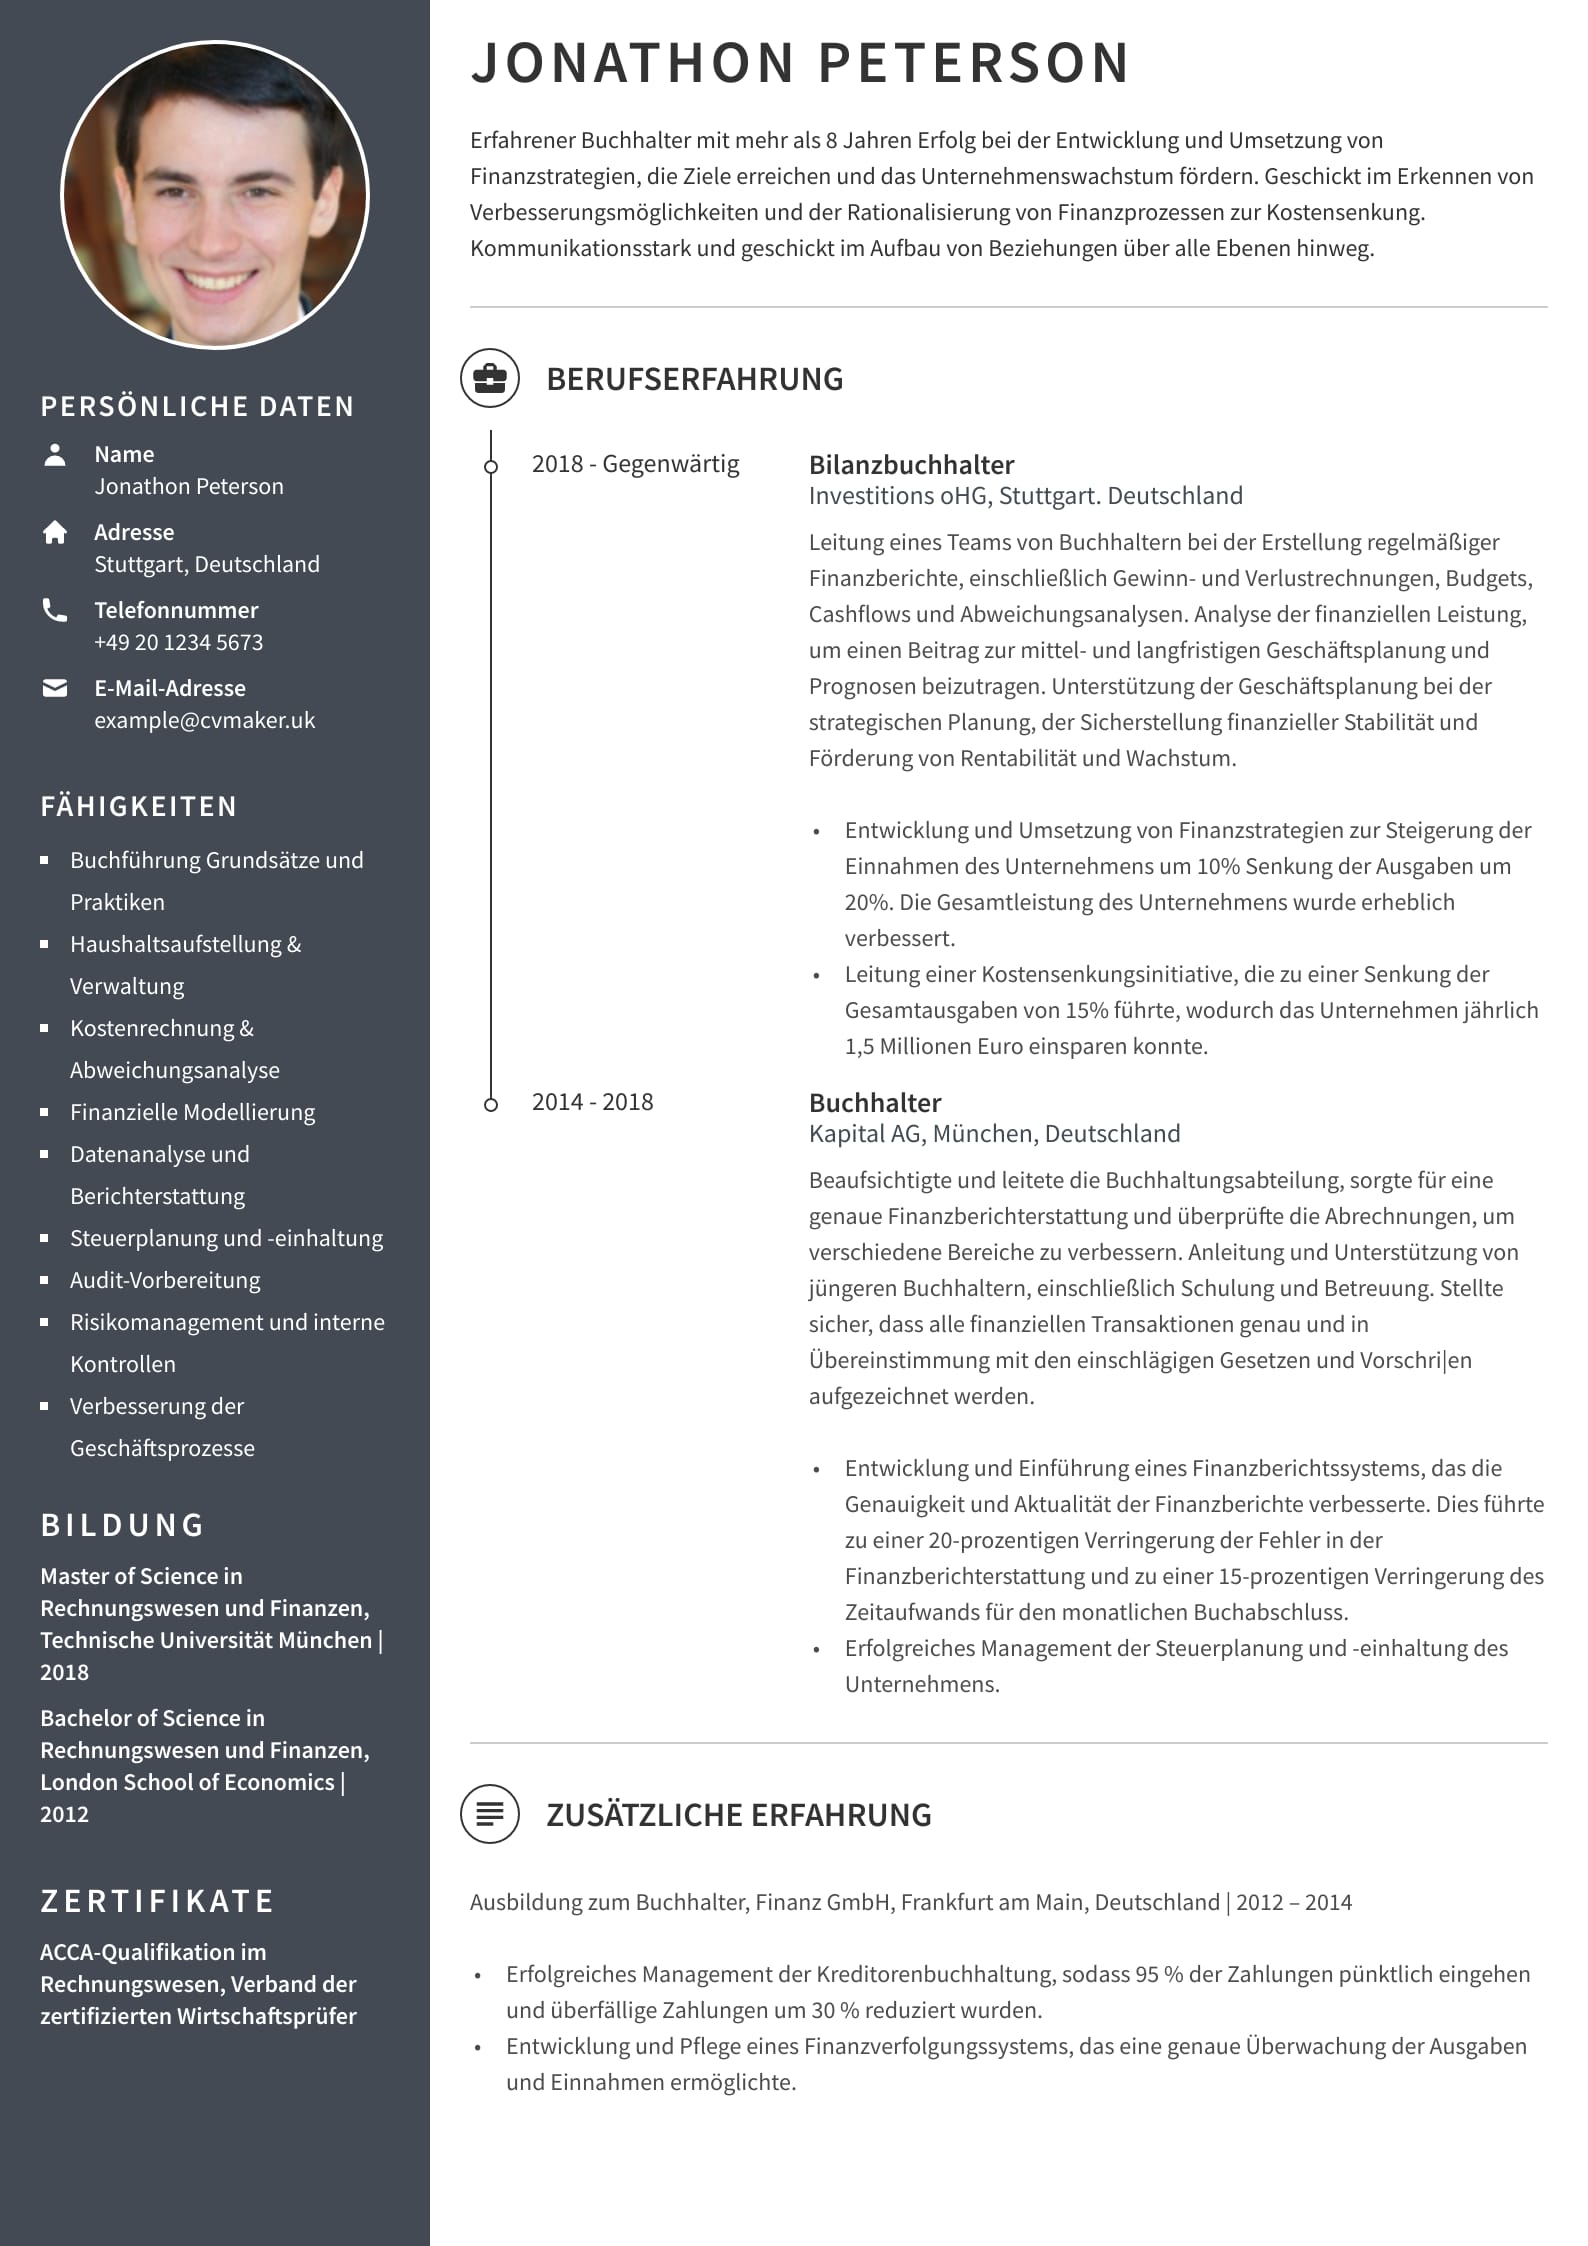 JONATHON PETERSON
Erfahrener Buchhalter mit mehr als 8 Jahren Erfolg bei der Entwicklung und Umsetzung von
Finanzstrategien, die Ziele erreichen und das Unternehmenswachstum fördern. Geschickt im Erkennen von
Verbesserungsmöglichkeiten und der Rationalisierung von Finanzprozessen zur Kostensenkung.
Kommunikationsstark und geschickt im Aufbau von Beziehungen über alle Ebenen hinweg.
PERSÖNLICHE DATEN
Name
Jonathon Peterson
Adresse
Stuttgart, Deutschland
Telefonnummer
+49 20 1234 5673
E-Mail-Adresse
example@cvmaker.uk
FÄHIGKEITEN
Buchführung Grundsätze und
Praktiken
Haushaltsaufstellung &
Verwaltung
Kostenrechnung &
Abweichungsanalyse
Finanzielle Modellierung
Datenanalyse und
Berichterstattung
Steuerplanung und -einhaltung
Audit-Vorbereitung
Risikomanagement und interne
Kontrollen
Verbesserung der
Geschäftsprozesse
BILDUNG
Master of Science in
Rechnungswesen und Finanzen,
Technische Universität München |
2018
Bachelor of Science in
Rechnungswesen und Finanzen,
London School of Economics |
2012
ZERTIFIKATE
ACCA-Qualifikation im
Rechnungswesen, Verband der
zertifizierten Wirtschaftsprüfer
BERUFSERFAHRUNG
2018 - Gegenwärtig
Bilanzbuchhalter
Investitions oHG, Stuttgart. Deutschland
Leitung eines Teams von Buchhaltern bei der Erstellung regelmäßiger
Finanzberichte, einschließlich Gewinn- und Verlustrechnungen, Budgets,
Cashflows und Abweichungsanalysen. Analyse der finanziellen Leistung,
um einen Beitrag zur mittel- und langfristigen Geschäftsplanung und
Prognosen beizutragen. Unterstützung der Geschäftsplanung bei der
strategischen Planung, der Sicherstellung finanzieller Stabilität und
Förderung von Rentabilität und Wachstum.
• Entwicklung und Umsetzung von Finanzstrategien zur Steigerung der
Einnahmen des Unternehmens um 10% Senkung der Ausgaben um
20%. Die Gesamtleistung des Unternehmens wurde erheblich
verbessert.
• Leitung einer Kostensenkungsinitiative, die zu einer Senkung der
Gesamtausgaben von 15% führte, wodurch das Unternehmen jährlich
1,5 Millionen Euro einsparen konnte.
2014 - 2018
Buchhalter
Kapital AG, München, Deutschland
Beaufsichtigte und leitete die Buchhaltungsabteilung, sorgte für eine
genaue Finanzberichterstattung und überprüfte die Abrechnungen, um
verschiedene Bereiche zu verbessern. Anleitung und Unterstützung von
jüngeren Buchhaltern, einschließlich Schulung und Betreuung. Stellte
sicher, dass alle finanziellen Transaktionen genau und in
Übereinstimmung mit den einschlägigen Gesetzen und Vorschri|en
aufgezeichnet werden.
• Entwicklung und Einführung eines Finanzberichtssystems, das die
Genauigkeit und Aktualität der Finanzberichte verbesserte. Dies führte
zu einer 20-prozentigen Verringerung der Fehler in der
Finanzberichterstattung und zu einer 15-prozentigen Verringerung des
Zeitaufwands für den monatlichen Buchabschluss.
• Erfolgreiches Management der Steuerplanung und -einhaltung des
Unternehmens.
ZUSÄTZLICHE ERFAHRUNG
Ausbildung zum Buchhalter, Finanz GmbH, Frankfurt am Main, Deutschland | 2012 – 2014
• Erfolgreiches Management der Kreditorenbuchhaltung, sodass 95 % der Zahlungen pünktlich eingehen
und überfällige Zahlungen um 30 % reduziert wurden.
• Entwicklung und Pflege eines Finanzverfolgungssystems, das eine genaue Überwachung der Ausgaben
und Einnahmen ermöglichte.